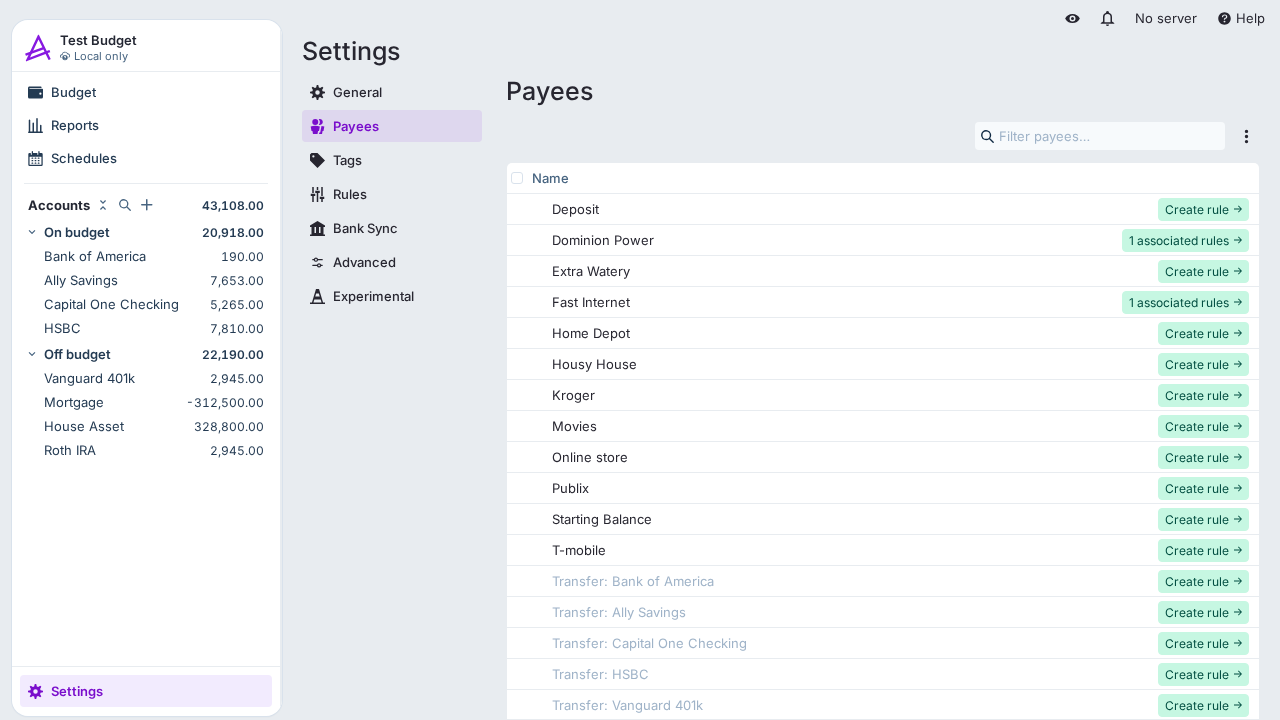 Test Budget
Local only
Budget
Reports
Schedules
Accounts 43,108.00
On budget 20,918.00
Bank of America 190.00
Ally Savings 7,653.00
Capital One Checking 5,265.00
HSBC 7,810.00
Off budget 22,190.00
Vanguard 401k 2,945.00
Mortgage -312,500.00
House Asset 328,800.00
Roth IRA 2,945.00
Settings
No server
Help
Settings
General
Payees
Tags
Rules
Bank Sync
Advanced
Experimental
Payees
Filter payees...
Name
Deposit Create rule
Dominion Power 1 associated rules
Extra Watery Create rule
Fast Internet 1 associated rules
Home Depot Create rule
Housy House Create rule
Kroger Create rule
Movies Create rule
Online store Create rule
Publix Create rule
Starting Balance Create rule
T-mobile Create rule
Transfer: Bank of America Create rule
Transfer: Ally Savings Create rule
Transfer: Capital One Checking Create rule
Transfer: HSBC Create rule
Transfer: Vanguard 401k Create rule